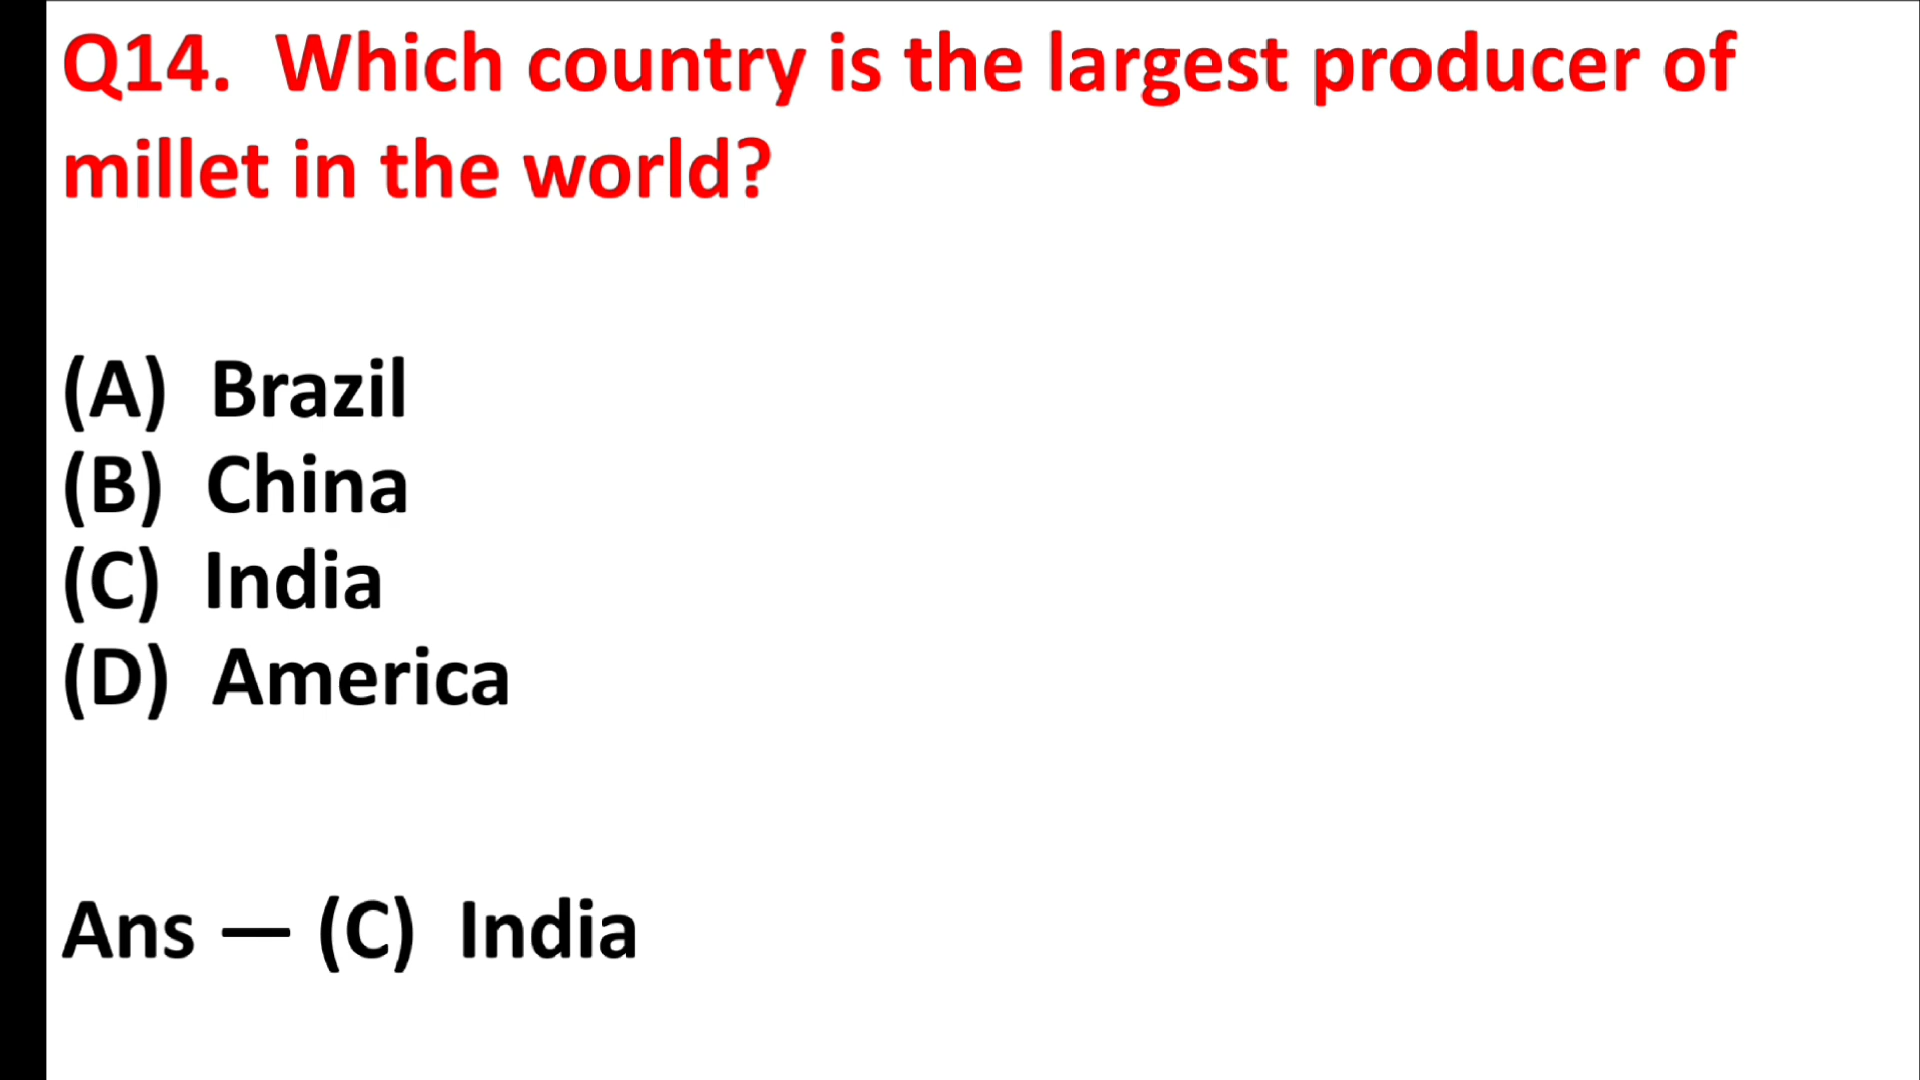 Q14. Which country is the largest producer of
millet in the world?
(A) Brazil
(B) China
(C) India
(D) America
Ans — (C) India